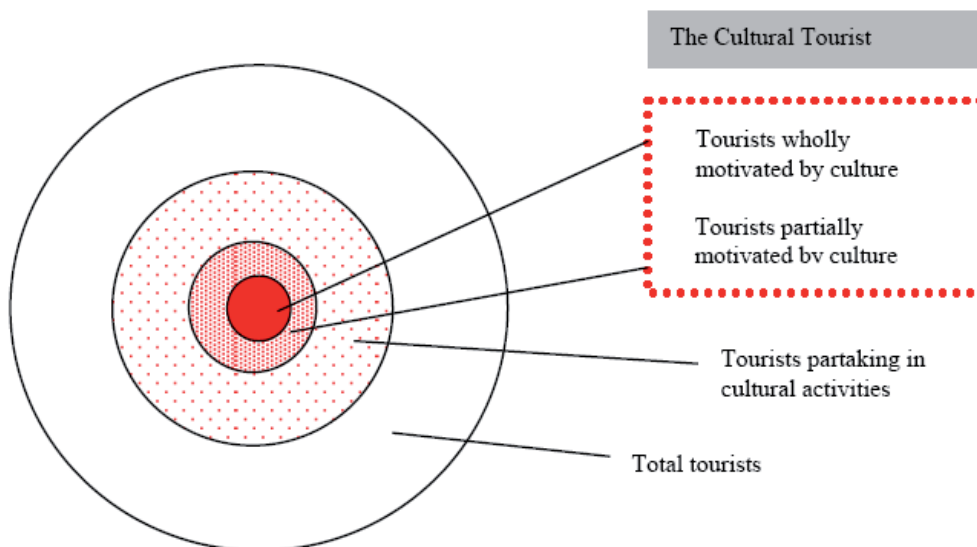 The Cultural Tourist
Tourists wholly
motivated by culture
Tourists partially
motivated by culture
Tourists partaking in
cultural activities
Total tourists